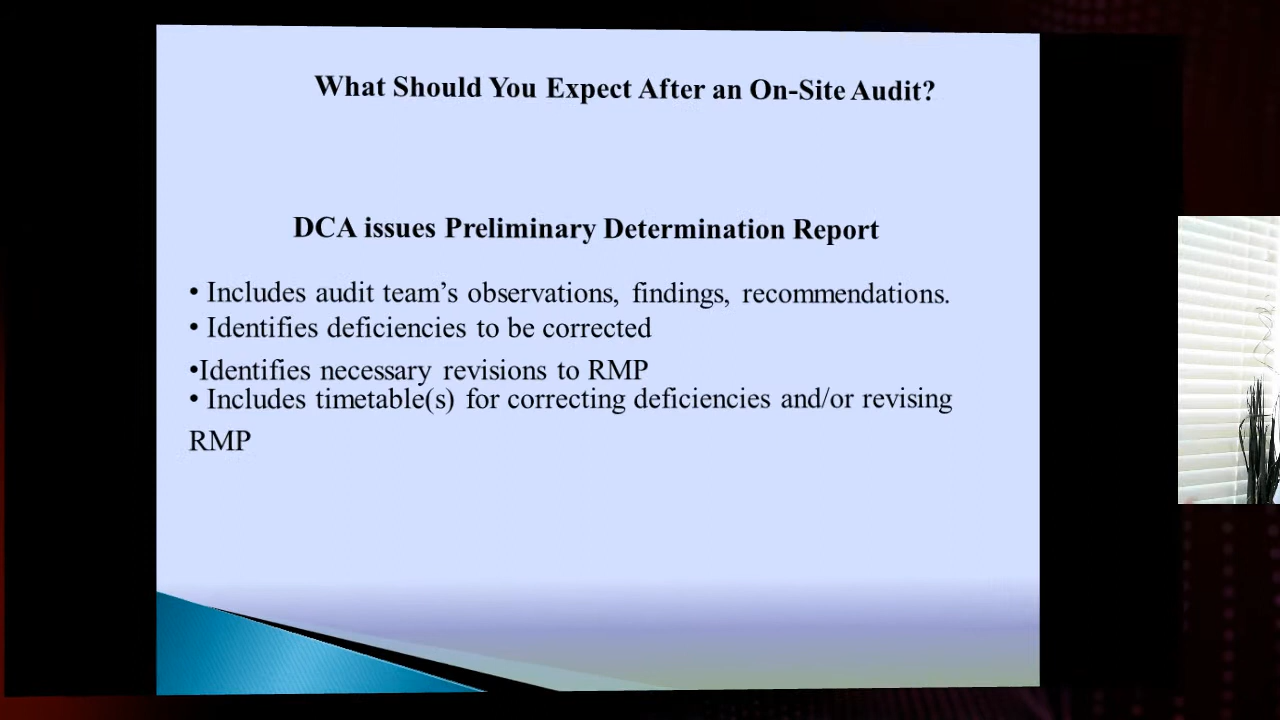 What Should You Expect After an On-Site Audit?
DCA issues Preliminary Determination Report
• Includes audit team’s observations, findings, recommendations.
• Identifies deficiencies to be corrected
•Identifies necessary revisions to RMP
• Includes timetable(s) for correcting deficiencies and/or revising
RMP